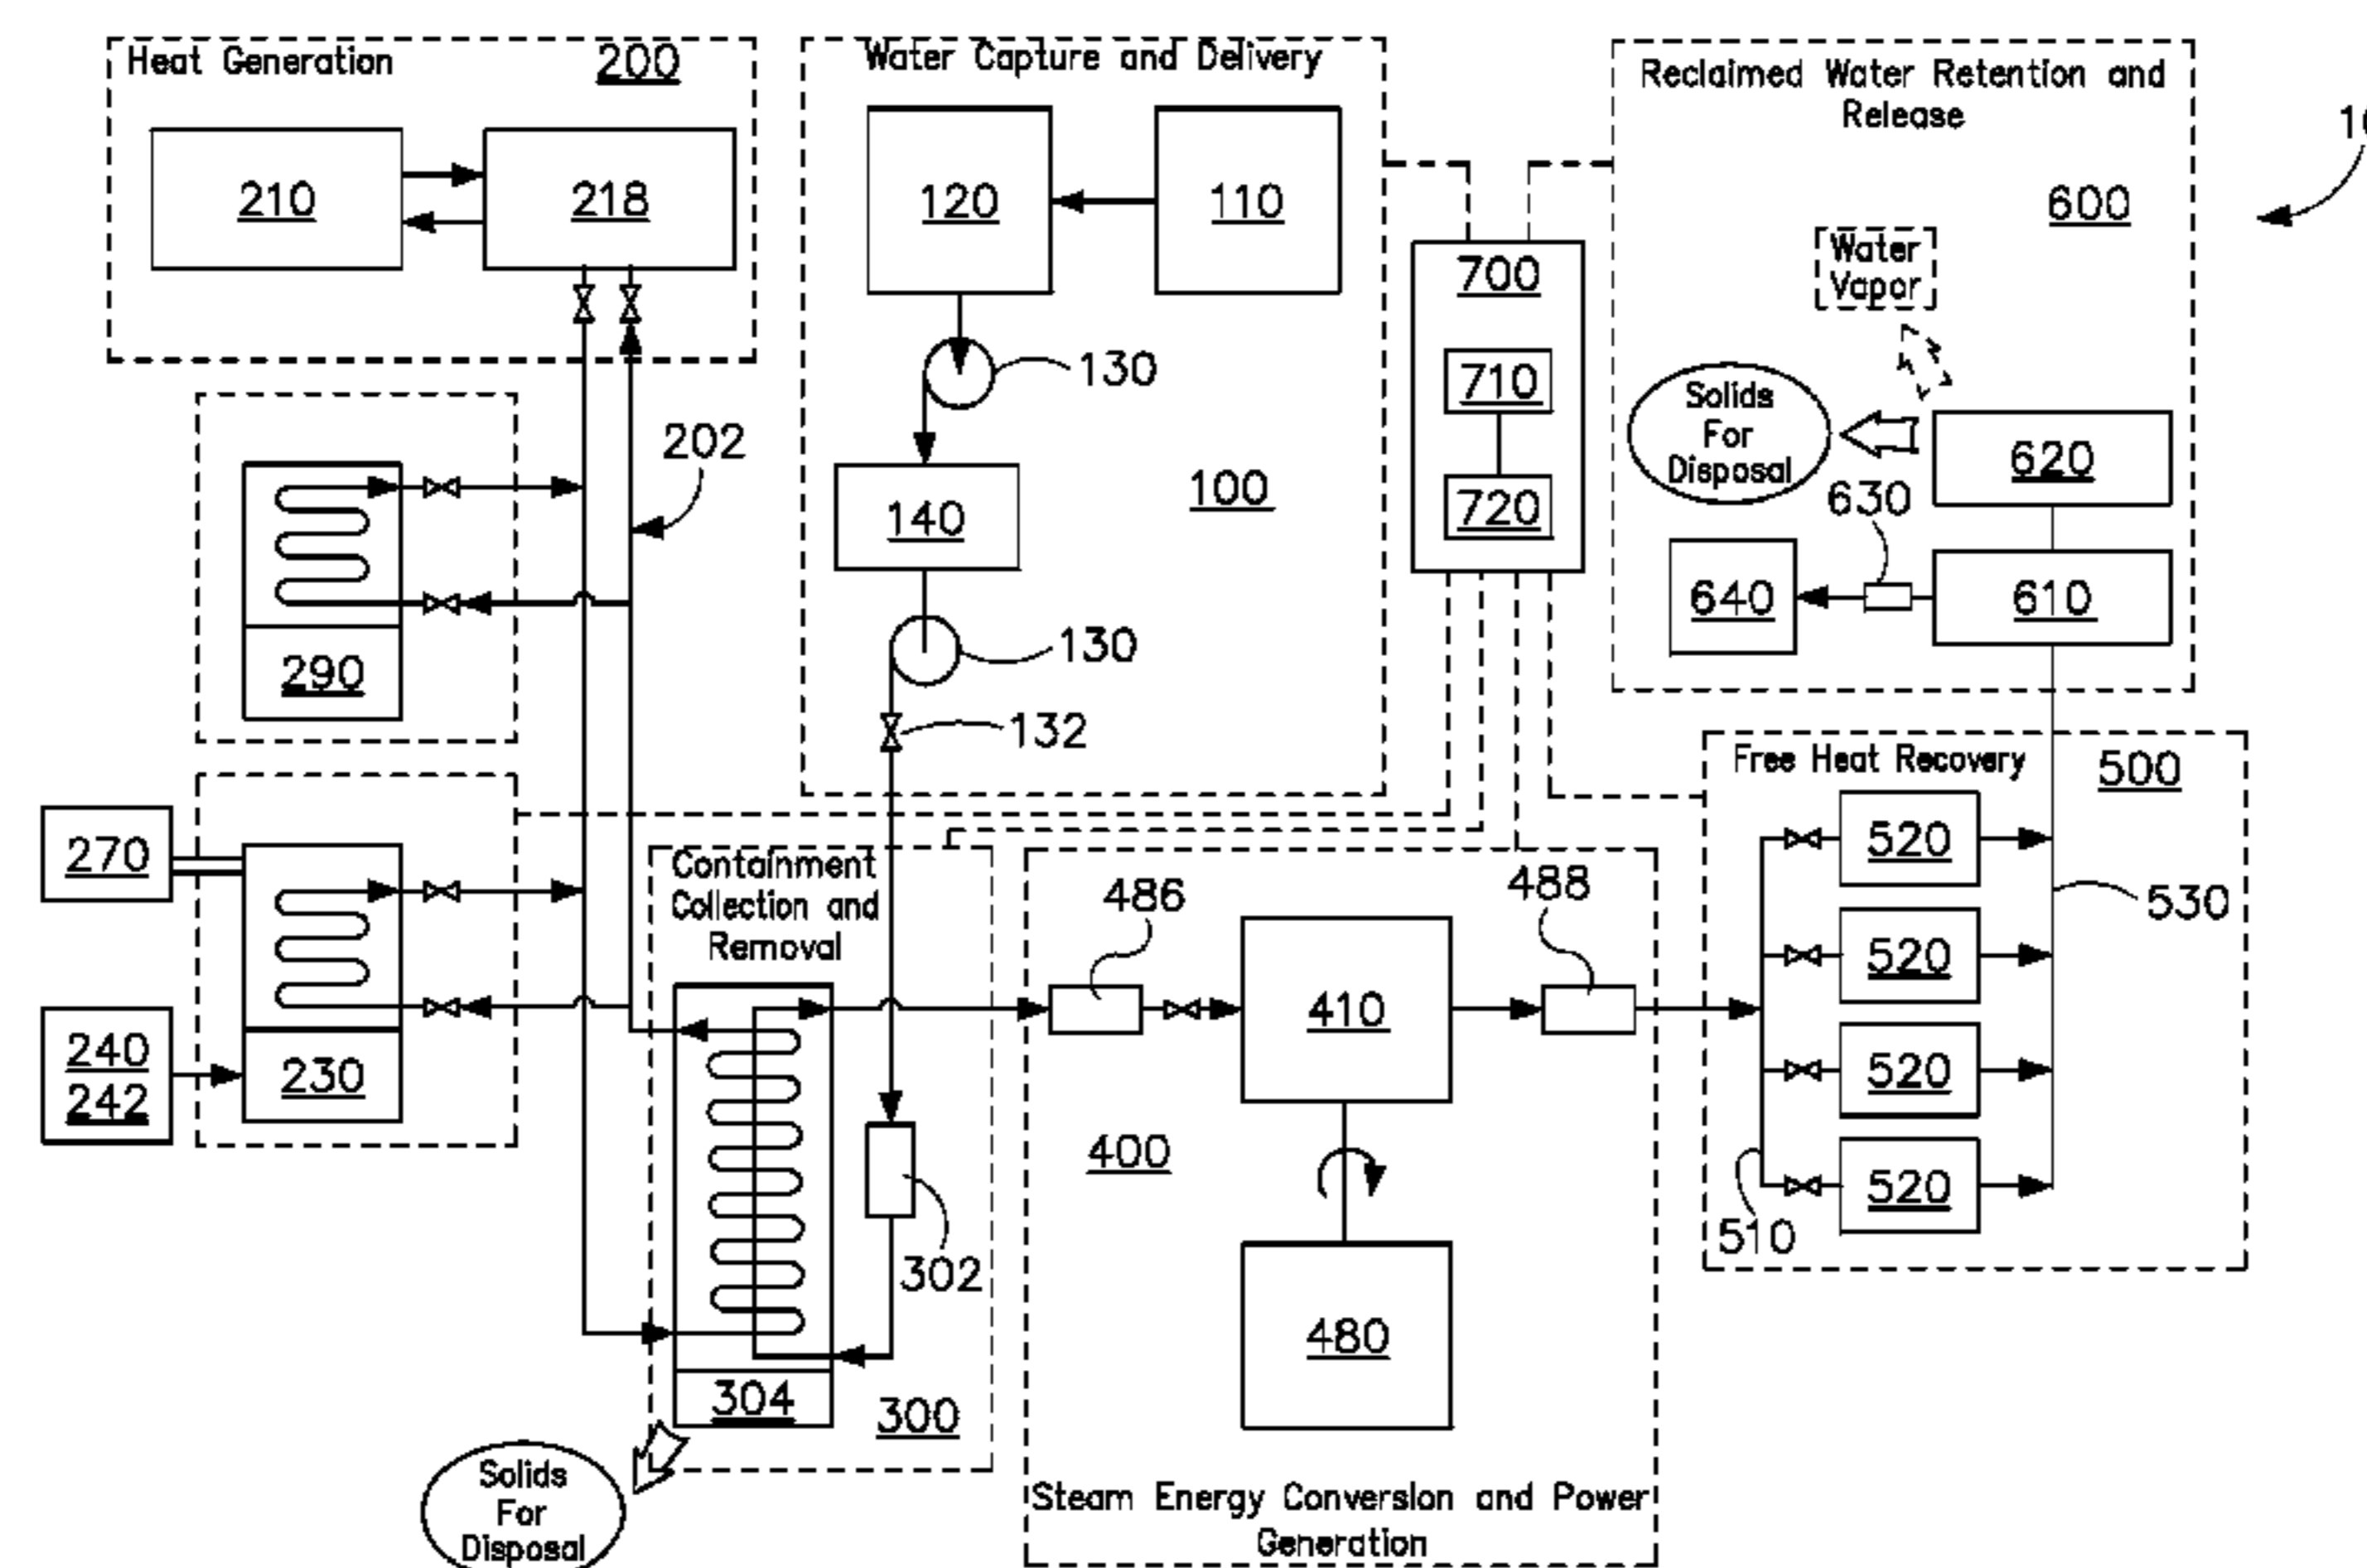 Heat Generation
200
210
218
Water Capture and Delivery
120
110
130
140
100
130
132
Reclaimed Water Retention and
Release
600
Water
Vapor
Solids
For
Disposal
620
630
640
610
700
710
720
202
290
270
240
242
230
Containment
Collection and
Removal
302
304
300
Solids
For
Disposal
486
488
410
400
480
Steam Energy Conversion and Power
Generation
Free Heat Recovery
500
520
520
520
520
530
510